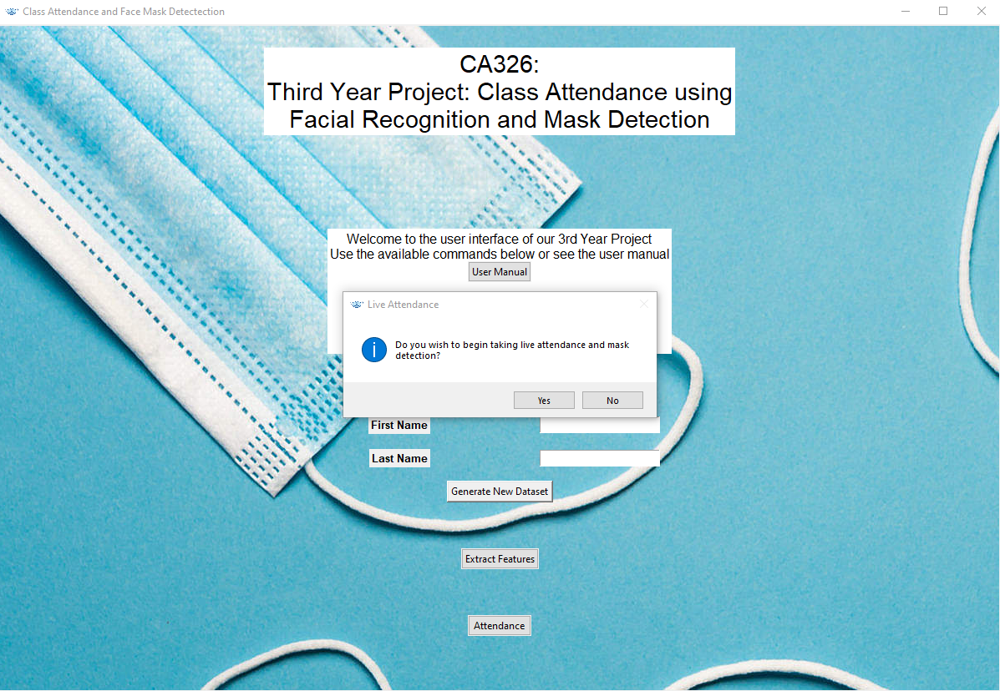 Class Attendance and Face Mask Detectection
CA326:
Third Year Project: Class Attendance using
Facial Recognition and Mask Detection
Welcome to the user interface of our 3rd Year Project
Use the available commands below or see the user manual
User Manual
Live Attendance
Do you wish to begin taking live attendance and mask
detection?
Yes
No
First Name
Last Name
Generate New Dataset
Extract Features
Attendance